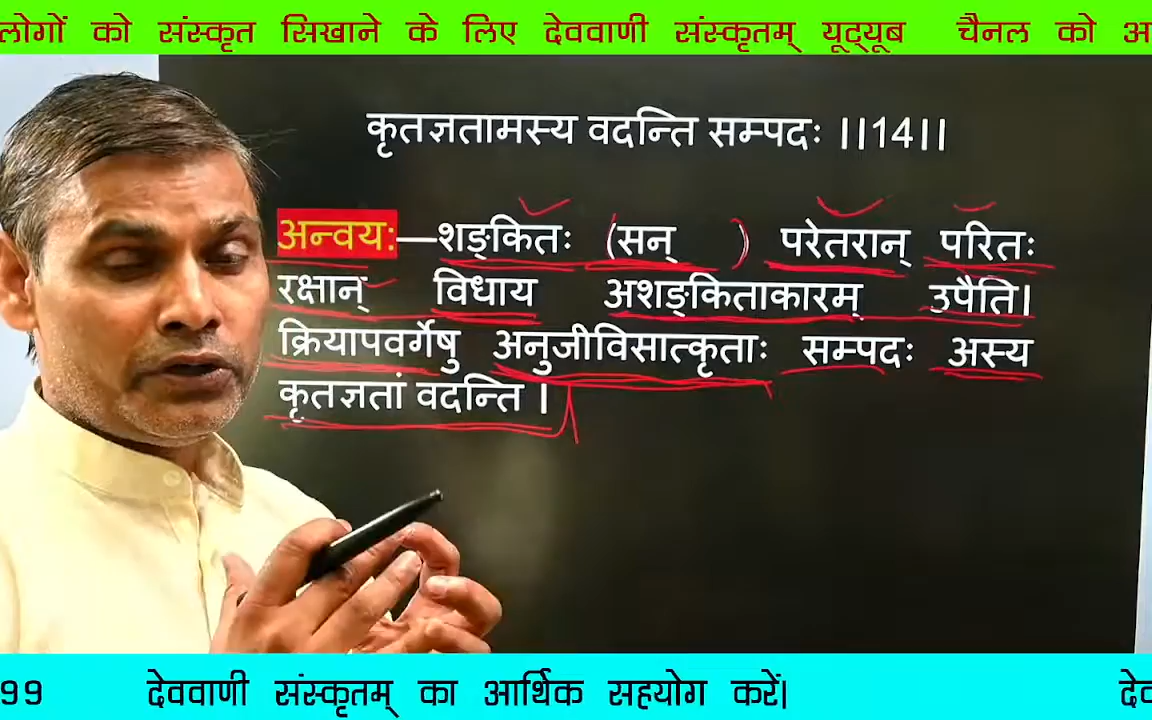 लोगों को संस्कृत सिखाने के लिए देववाणी संस्कृतम् यूट्यूब चैनल को अ
कृतज्ञतामस्य वदन्ति सम्पदः ।।14।।
अन्वयः—शङ्कितः (सन् ) परेतरान् परितः
रक्षान् विधाय अशङ्किताकारम् उपैति।
क्रियापवर्गेषु अनुजीविसात्कृताः सम्पदः अस्य
कृतज्ञतां वदन्ति ।
99 देववाणी संस्कृतम् का आर्थिक सहयोग करें। देव